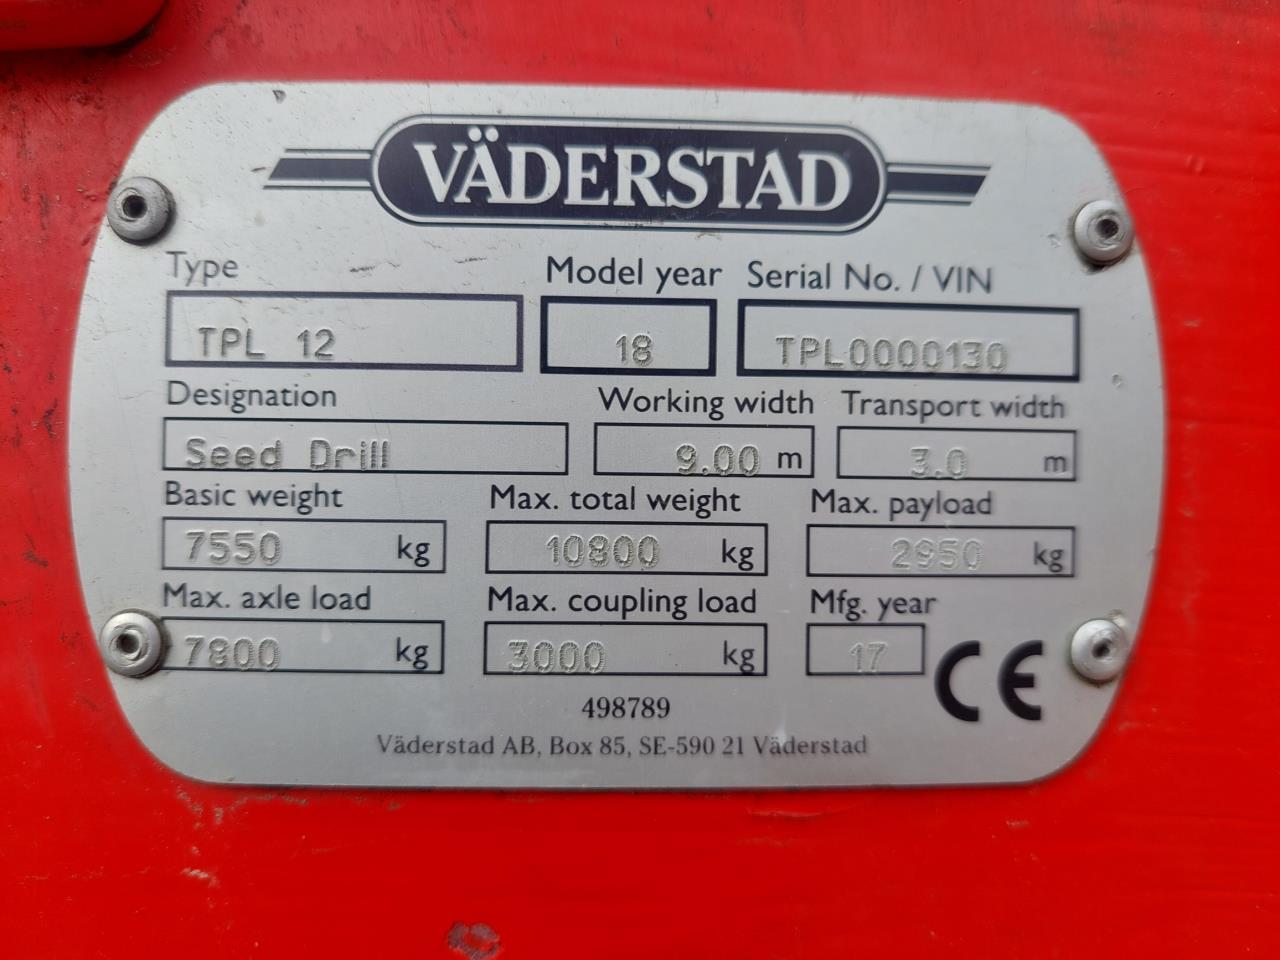 VÄDERSTAD
Type Model year Serial No. / VIN
TPL 12 18 TPL0000130
Designation Working width Transport width
Seed Drill 9.00 m 3.0 m
Basic weight Max. total weight Max. payload
7550 kg 10800 kg 2950 kg
Max. axle load Max. coupling load Mfg. year
7800 kg 3000 kg 17 CE
498789
Väderstad AB, Box 85, SE-590 21 Väderstad